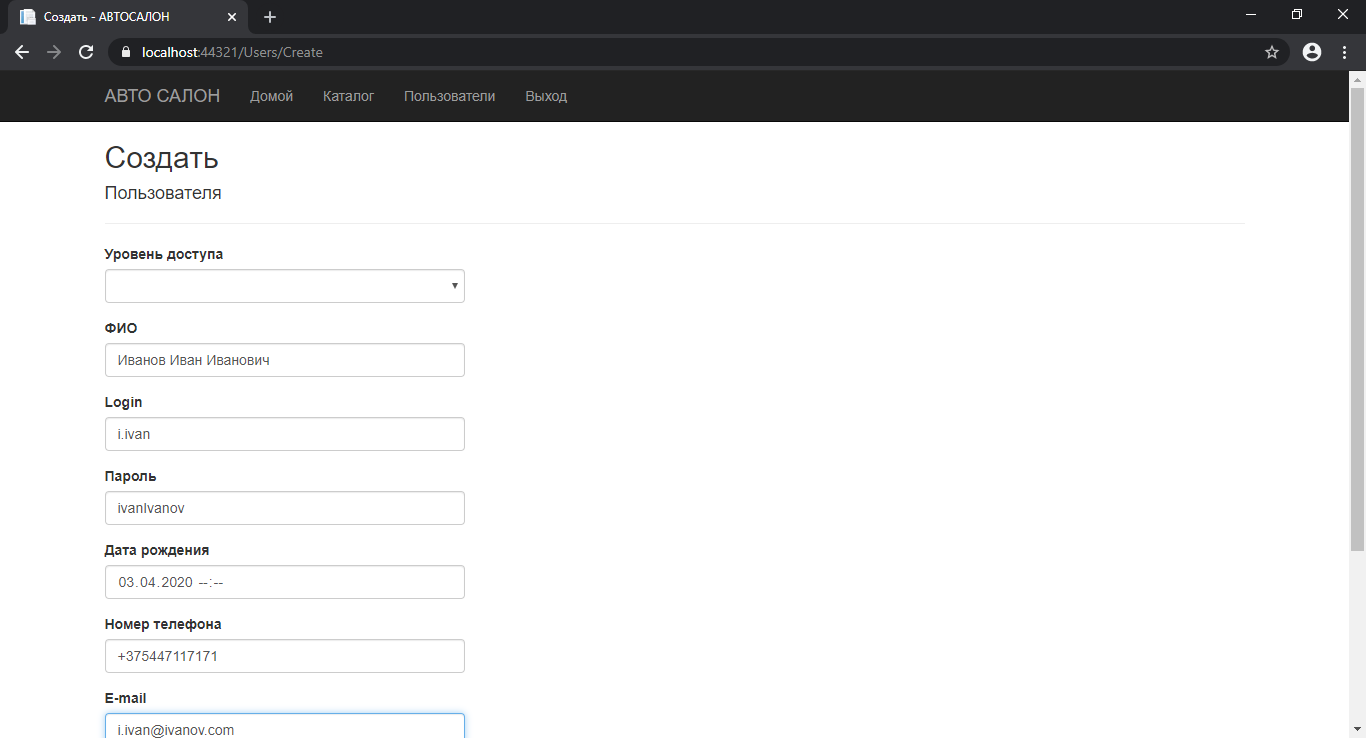 Создать - АВТОСАЛОН
localhost:44321/Users/Create
АВТО САЛОН Домой Каталог Пользователи Выход
Создать
Пользователя
Уровень доступа
ФИО
Иванов Иван Иванович
Login
i.ivan
Пароль
ivanIvanov
Дата рождения
03.04.2020 --:--
Номер телефона
+375447117171
E-mail
i.ivan@ivanov.com